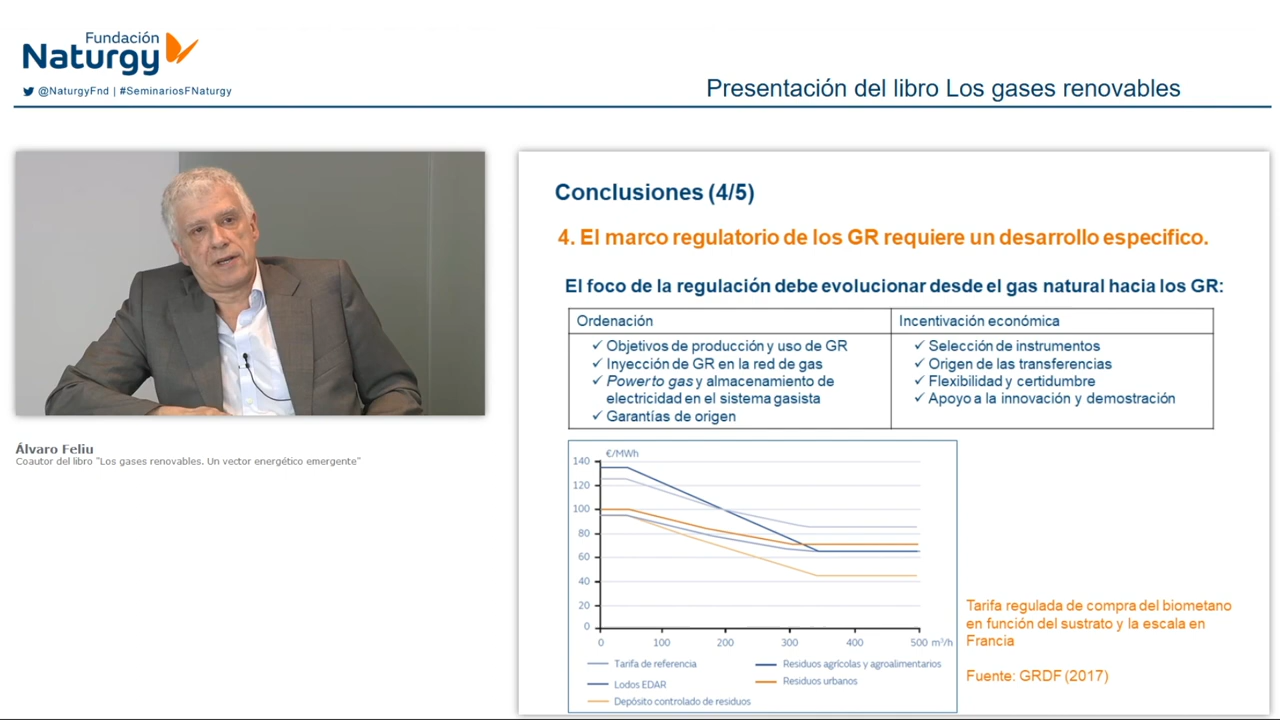 Fundación
Naturgy
@NaturgyFnd | #SeminariosFNaturgy
Presentación del libro Los gases renovables
Álvaro Feliu
Coautor del libro "Los gases renovables. Un vector energético emergente"
Conclusiones (4/5)
4. El marco regulatorio de los GR requiere un desarrollo especifico.
El foco de la regulación debe evolucionar desde el gas natural hacia los GR:
Ordenación
✓ Objetivos de producción y uso de GR
✓ Inyección de GR en la red de gas
✓ Power to gas y almacenamiento de
electricidad en el sistema gasista
✓ Garantías de origen
Incentivación económica
✓ Selección de instrumentos
✓ Origen de las transferencias
✓ Flexibilidad y certidumbre
✓ Apoyo a la innovación y demostración
€/MWh
140
120
100
80
60
40
20
0
0 100 200 300 400 500 m³/h
Tarifa de referencia
Residuos agrícolas y agroalimentarios
Lodos EDAR
Residuos urbanos
Depósito controlado de residuos
Tarifa regulada de compra del biometano
en función del sustrato y la escala en
Francia
Fuente: GRDF (2017)